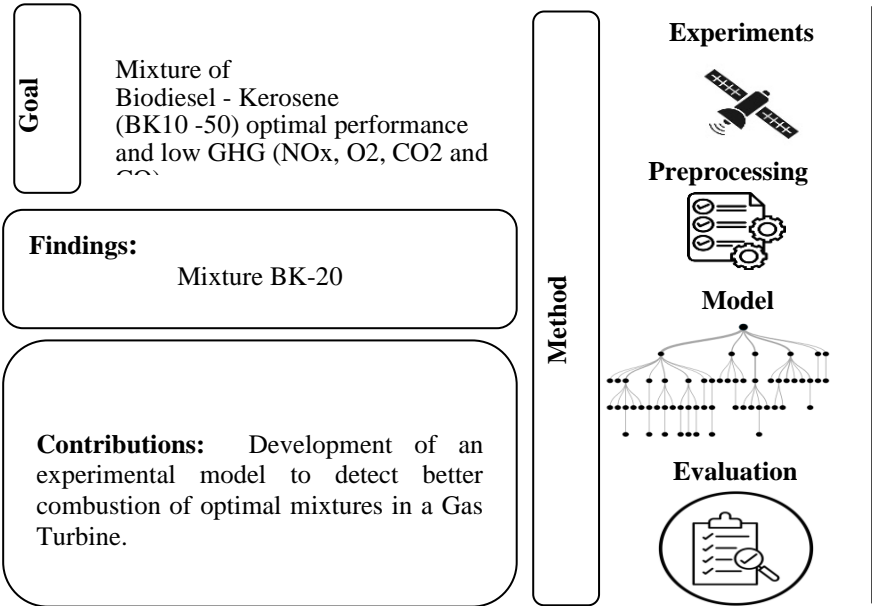 Goal
Mixture of
Biodiesel - Kerosene
(BK10 -50) optimal performance
and low GHG (NOx, O2, CO2 and
Findings:
Mixture BK-20
Contributions: Development of an
experimental model to detect better
combustion of optimal mixtures in a Gas
Turbine.
Method
Experiments
Preprocessing
Model
Evaluation